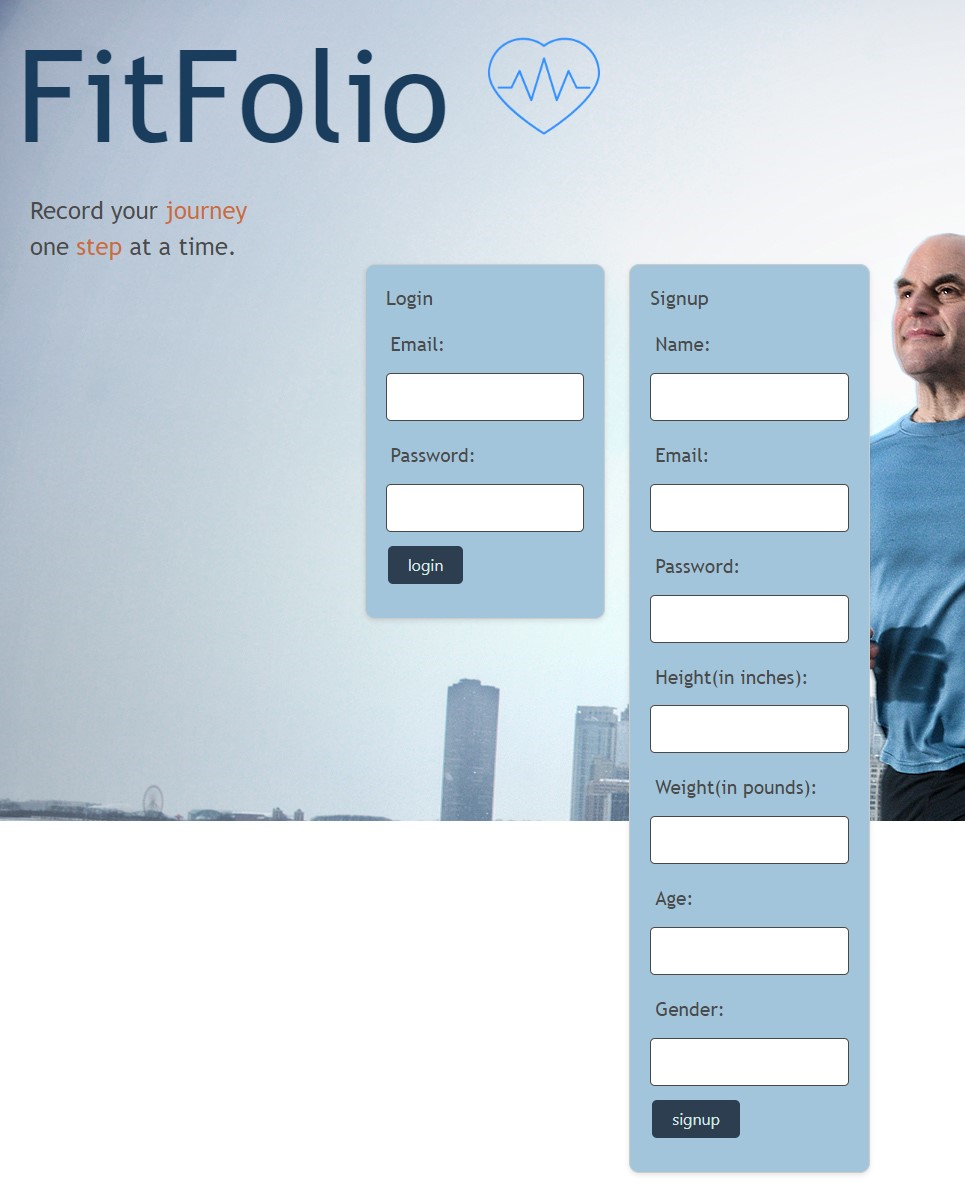 FitFolio
Record your journey
one step at a time.
Login
Email:
Password:
login
Signup
Name:
Email:
Password:
Height(in inches):
Weight(in pounds):
Age:
Gender:
signup